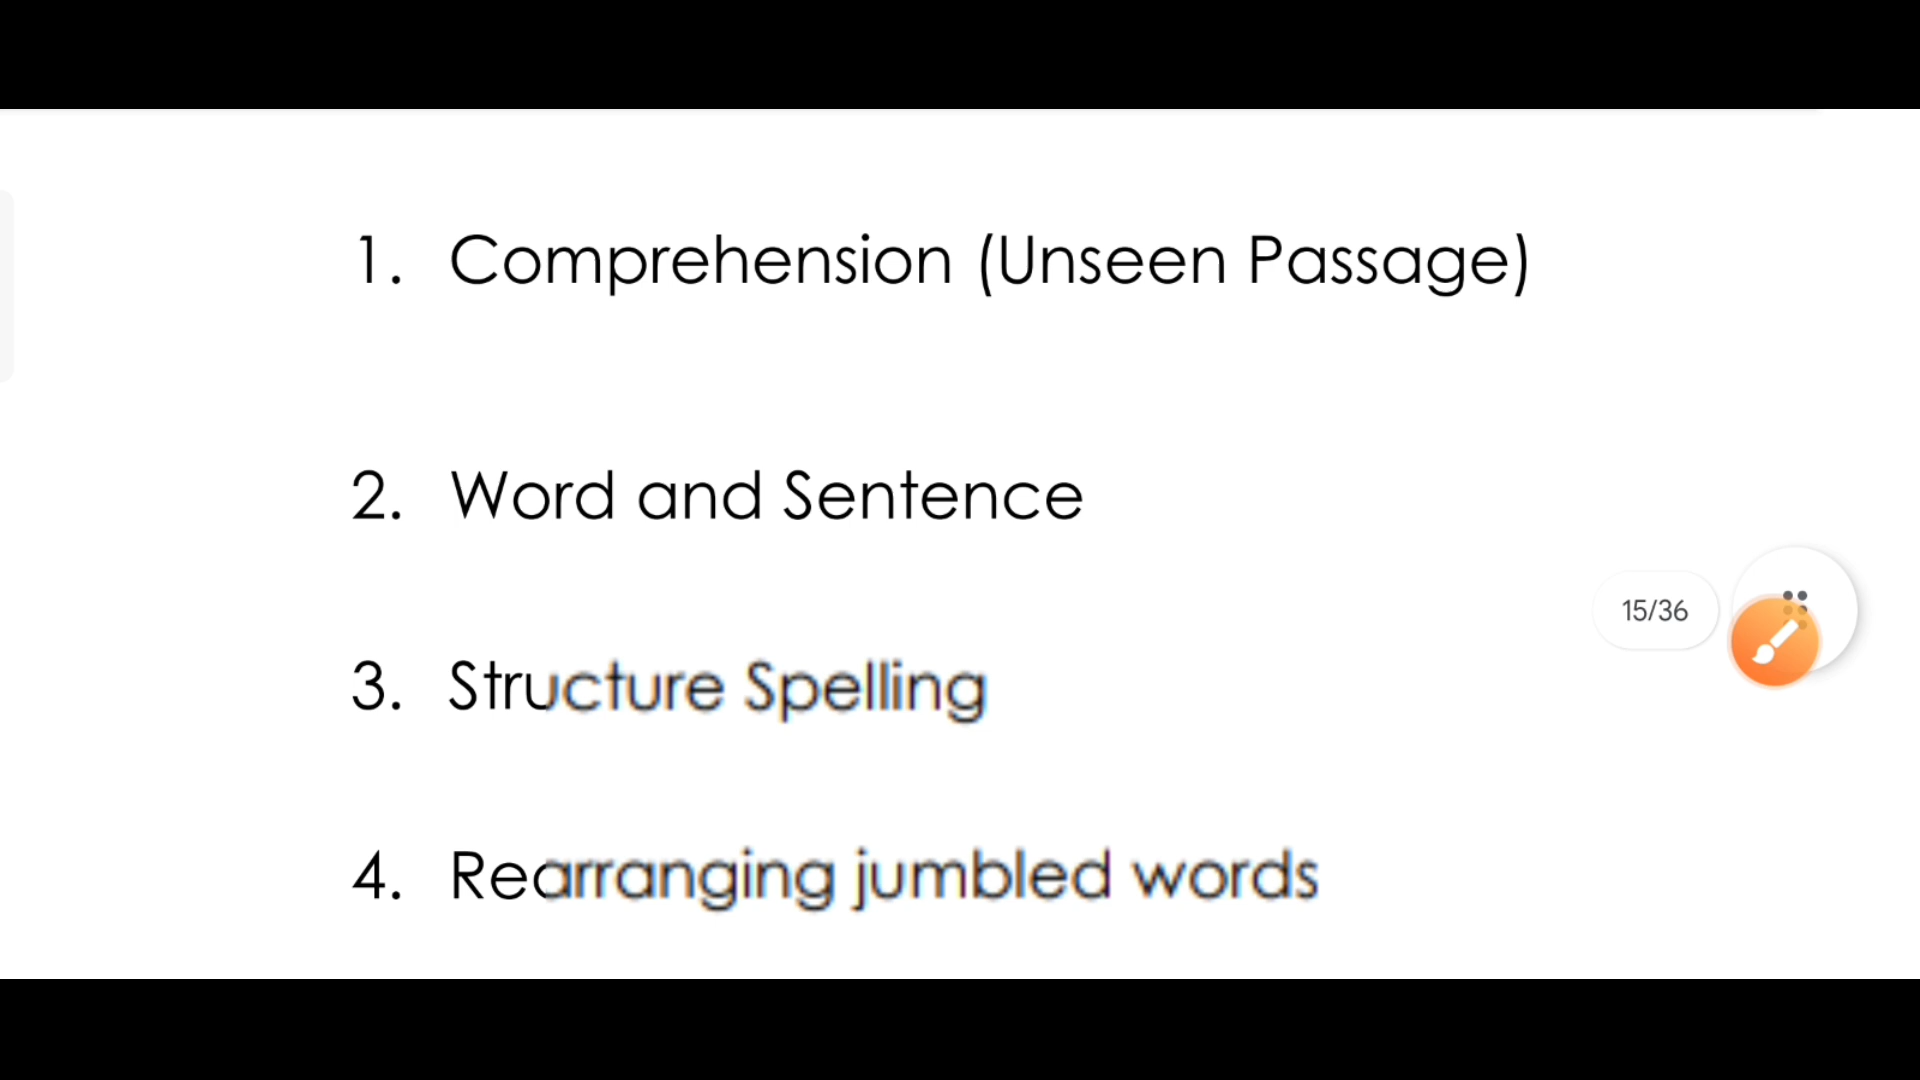 1. Comprehension (Unseen Passage)
2. Word and Sentence
15/36
3. Structure Spelling
4. Rearranging jumbled words